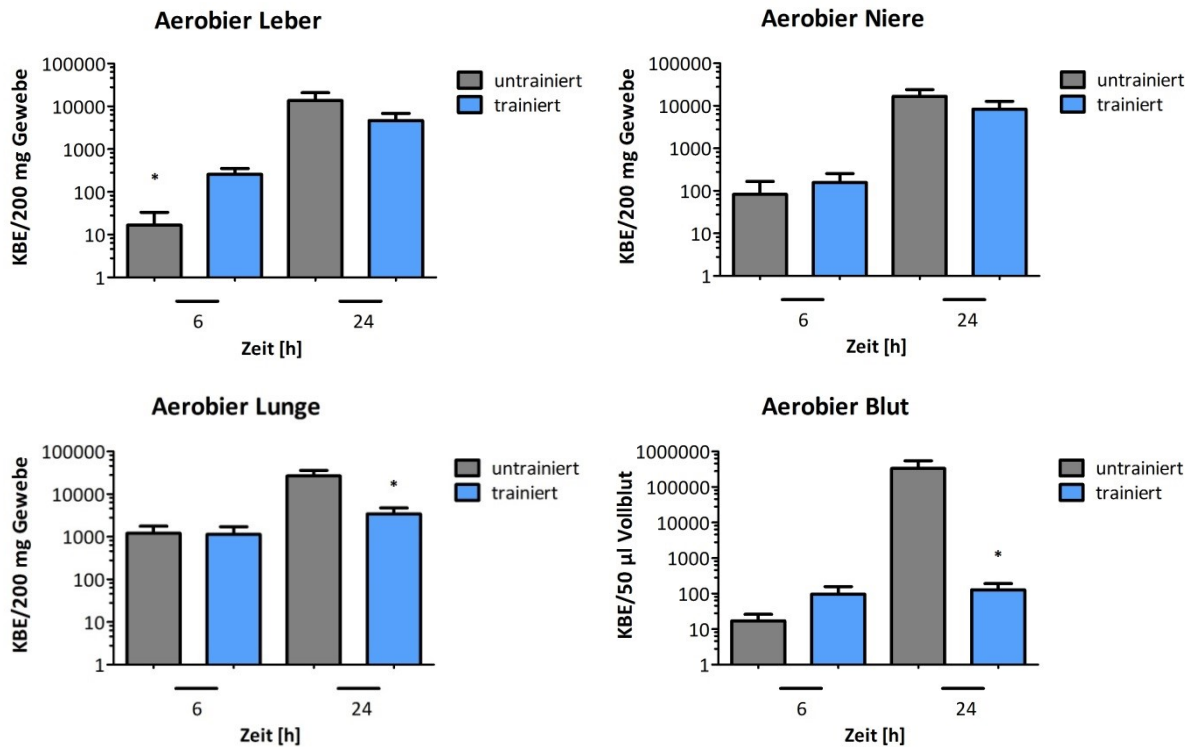 Aerobier Leber
KBE/200 mg Gewebe
100000
10000
1000
100
10
1
*
6
24
Zeit [h]
untrainiert
trainiert
Aerobier Niere
KBE/200 mg Gewebe
100000
10000
1000
100
10
1
6
24
Zeit [h]
untrainiert
trainiert
Aerobier Lunge
KBE/200 mg Gewebe
100000
10000
1000
100
10
1
*
6
24
Zeit [h]
untrainiert
trainiert
Aerobier Blut
KBE/50 µl Vollblut
1000000
100000
10000
1000
100
10
1
*
6
24
Zeit [h]
untrainiert
trainiert